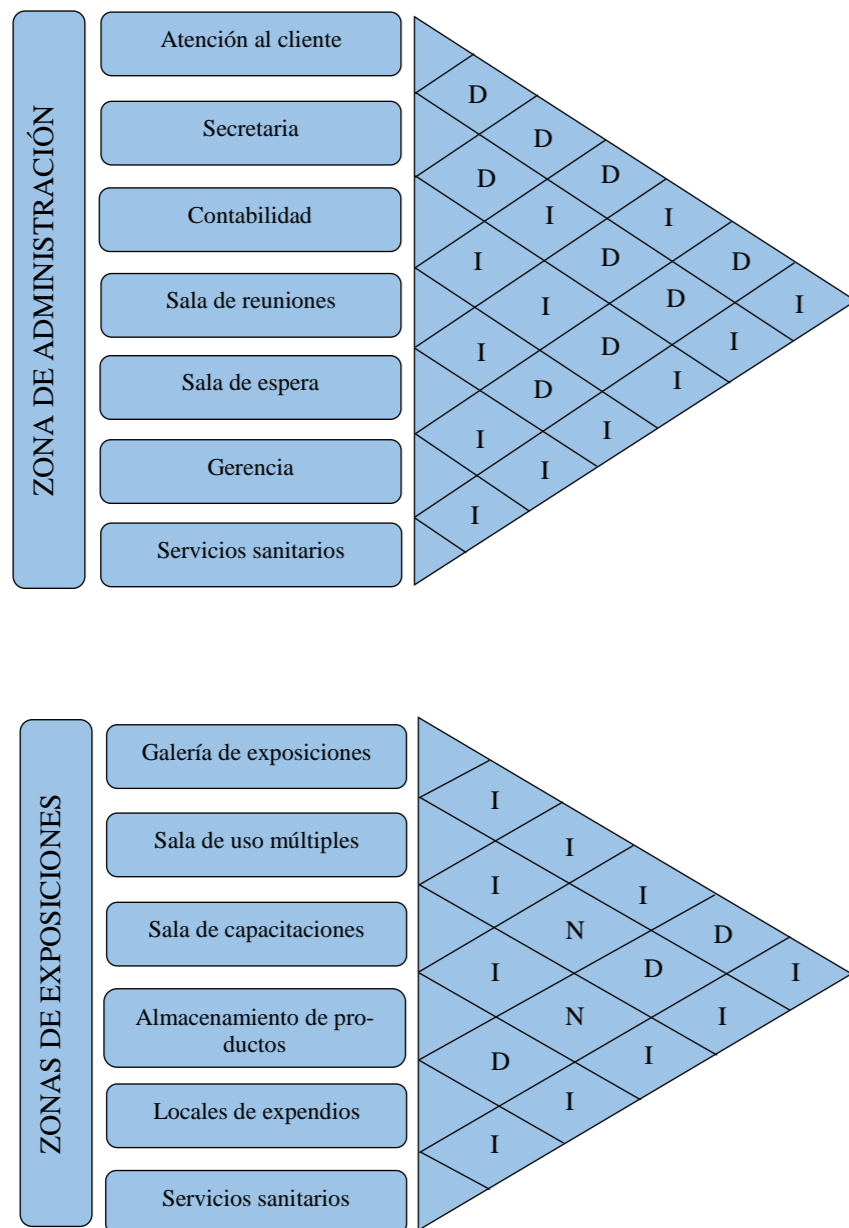 ZONA DE ADMINISTRACIÓN
Atención al cliente
Secretaria
Contabilidad
Sala de reuniones
Sala de espera
Gerencia
Servicios sanitarios
D
D
D
D
I
I
I
D
D
I
I
D
I
I
D
I
D
I
I
I
I
ZONAS DE EXPOSICIONES
Galería de exposiciones
Sala de uso múltiples
Sala de capacitaciones
Almacenamiento de pro-
ductos
Locales de expendios
Servicios sanitarios
I
I
I
I
N
D
I
D
I
N
I
D
I
I
I